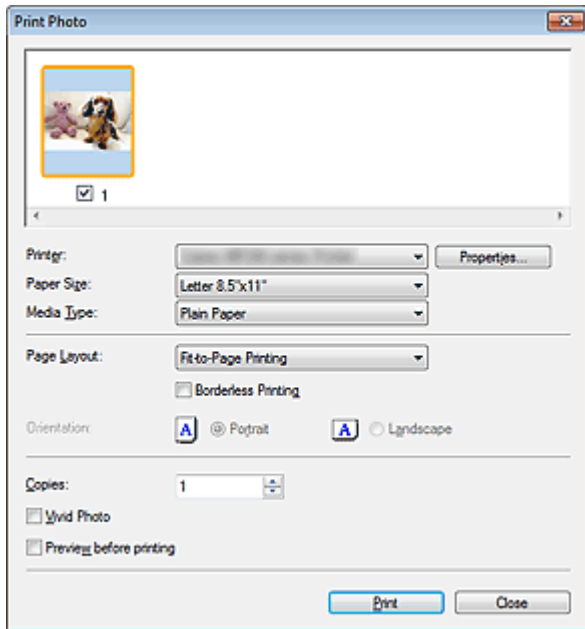 Print Photo
1
Printer:
Properties...
Paper Size: Letter 8.5"x11"
Media Type: Plain Paper
Page Layout: Fit-to-Page Printing
Borderless Printing
Orientation: A Portrait A Landscape
Copies: 1
Vivid Photo
Preview before printing
Print Close